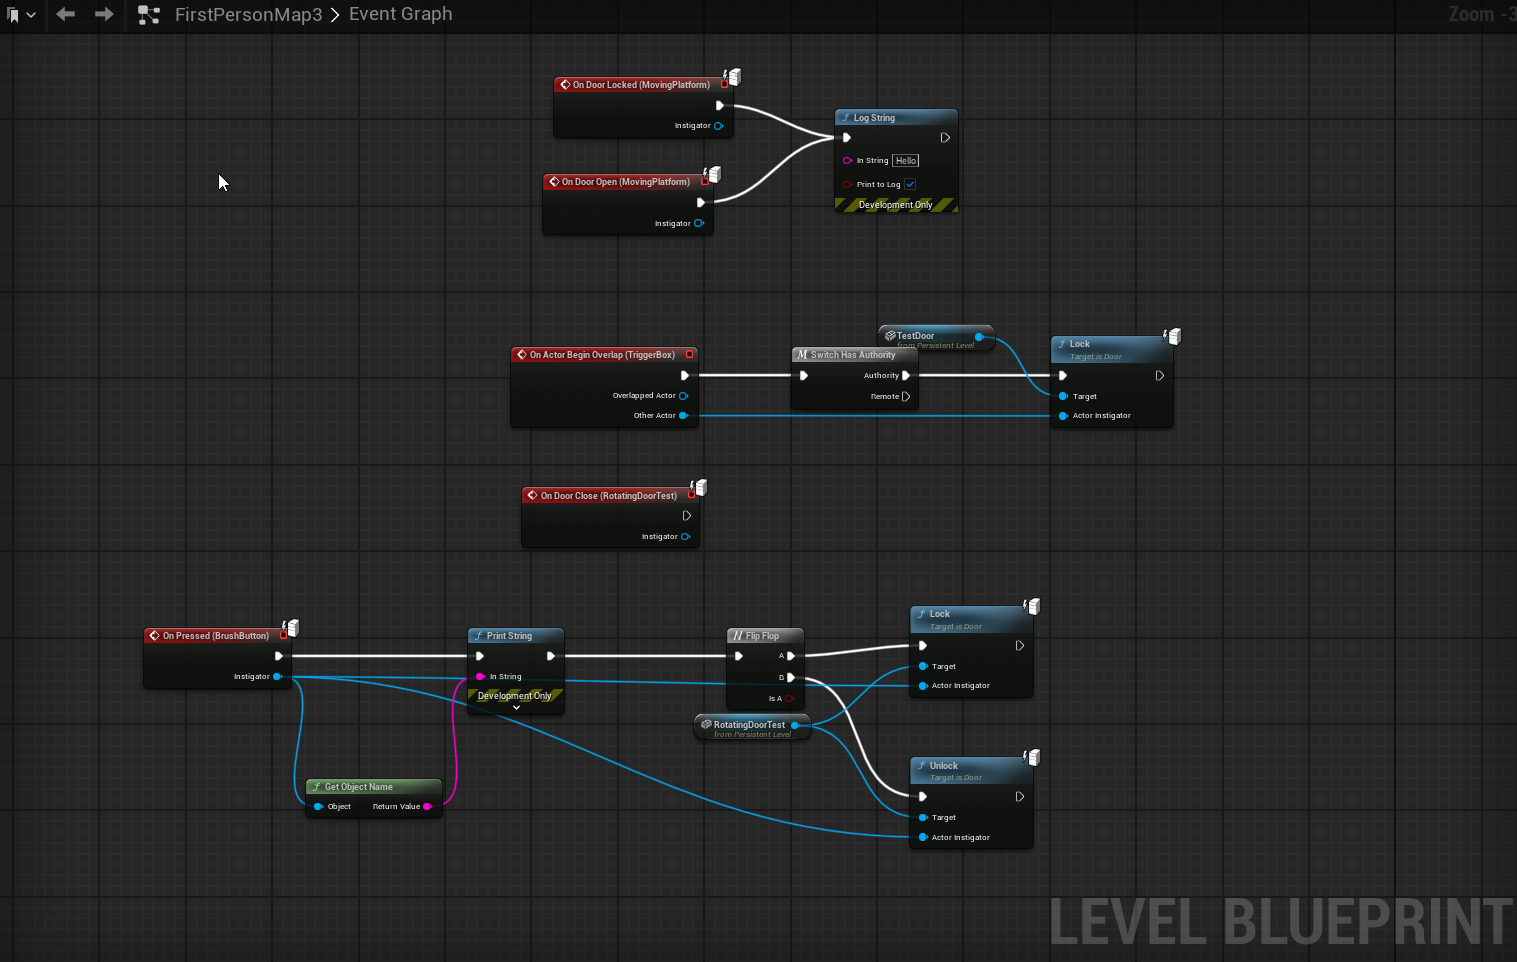 FirstPersonMap3 > Event Graph
Zoom -3
On Door Locked (MovingPlatform)
Instigator
Log String
In String Hello
Print to Log
Development Only
On Door Open (MovingPlatform)
Instigator
TestDoor
from Persistent Level
On Actor Begin Overlap (TriggerBox)
Overlapped Actor
Other Actor
Switch Has Authority
Authority
Remote
Lock
Target is Door
Target
Actor Instigator
On Door Close (RotatingDoorTest)
Instigator
On Pressed (BrushButton)
Instigator
Print String
In String
Development Only
Flip Flop
A
B
Is A
RotatingDoorTest
from Persistent Level
Lock
Target is Door
Target
Actor Instigator
Get Object Name
Object Return Value
Unlock
Target is Door
Target
Actor Instigator
LEVEL BLUEPRINT